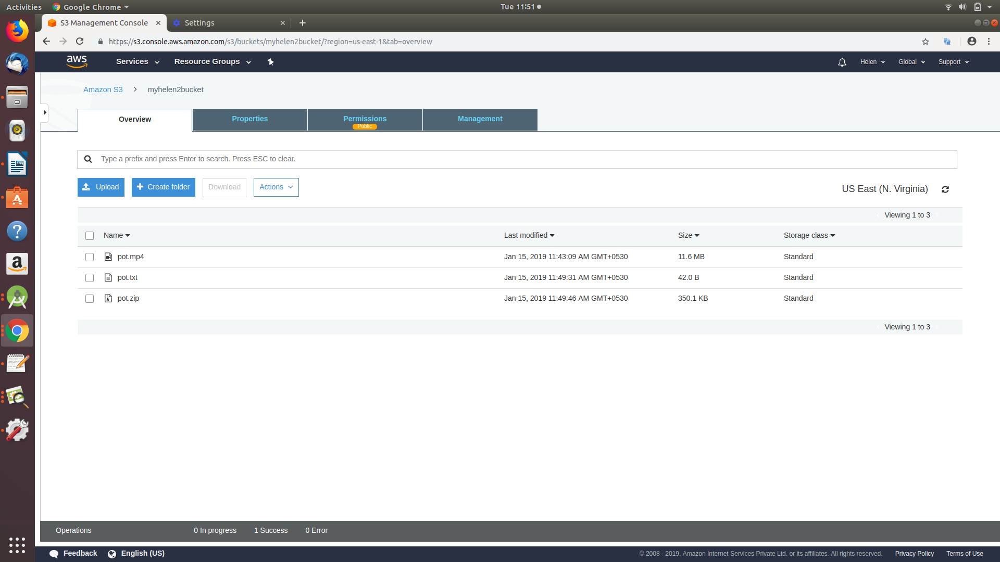 Activities
Google Chrome
Tue 11:51
S3 Management Console
Settings
https://s3.console.aws.amazon.com/s3/buckets/myhelen2bucket/?region=us-east-1&tab=overview
aws
Services
Resource Groups
Helen
Global
Support
Amazon S3
myhelen2bucket
Overview
Properties
Permissions
Public
Management
Type a prefix and press Enter to search. Press ESC to clear.
Upload
Create folder
Download
Actions
US East (N. Virginia)
Viewing 1 to 3
Name
Last modified
Size
Storage class
pot.mp4
Jan 15, 2019 11:43:09 AM GMT+0530
11.6 MB
Standard
pot.txt
Jan 15, 2019 11:49:31 AM GMT+0530
42.0 B
Standard
pot.zip
Jan 15, 2019 11:49:46 AM GMT+0530
350.1 KB
Standard
Viewing 1 to 3
Operations
0 In progress
1 Success
0 Error
Feedback
English (US)
© 2008 - 2019, Amazon Internet Services Private Ltd. or its affiliates. All rights reserved.
Privacy Policy
Terms of Use